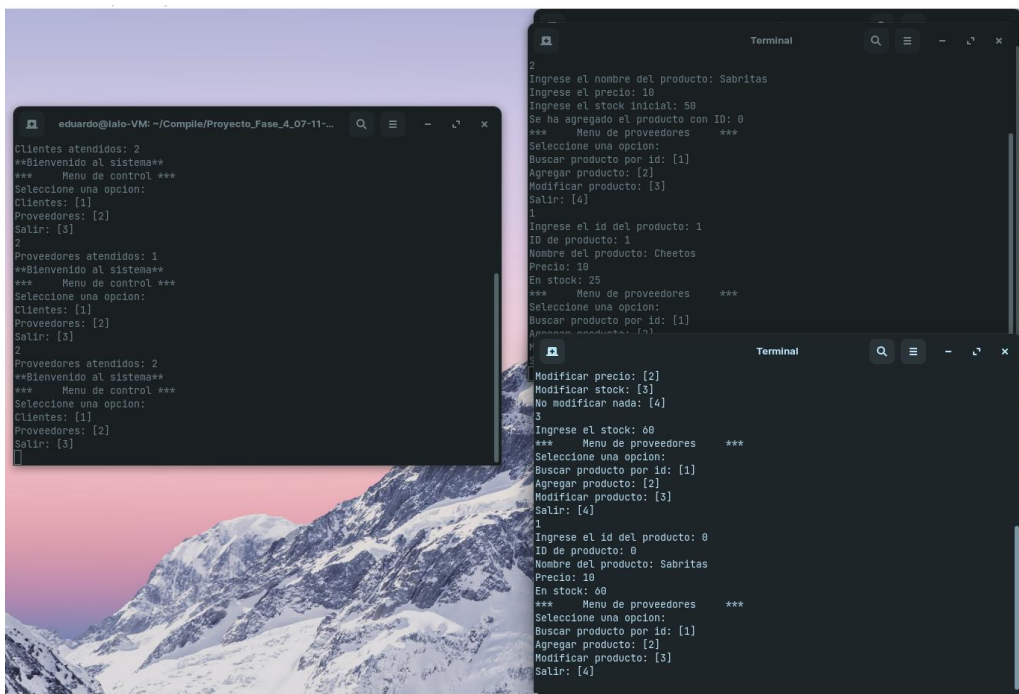 eduardo@lalo-VM: ~/Compile/Proyecto_Fase_4_07-11-...
Clientes atendidos: 2
**Bienvenido al sistema**
***     Menu de control ***
Seleccione una opcion:
Clientes: [1]
Proveedores: [2]
Salir: [3]
2
Proveedores atendidos: 1
**Bienvenido al sistema**
***     Menu de control ***
Seleccione una opcion:
Clientes: [1]
Proveedores: [2]
Salir: [3]
2
Proveedores atendidos: 2
**Bienvenido al sistema**
***     Menu de control ***
Seleccione una opcion:
Clientes: [1]
Proveedores: [2]
Salir: [3]
Terminal
2
Ingrese el nombre del producto: Sabritas
Ingrese el precio: 10
Ingrese el stock inicial: 50
Se ha agregado el producto con ID: 0
***     Menu de proveedores     ***
Seleccione una opcion:
Buscar producto por id: [1]
Agregar producto: [2]
Modificar producto: [3]
Salir: [4]
1
Ingrese el id del producto: 1
ID de producto: 1
Nombre del producto: Cheetos
Precio: 10
En stock: 25
***     Menu de proveedores     ***
Seleccione una opcion:
Buscar producto por id: [1]
Agregar producto: [2]
Terminal
Modificar precio: [2]
Modificar stock: [3]
No modificar nada: [4]
3
Ingrese el stock: 60
***     Menu de proveedores     ***
Seleccione una opcion:
Buscar producto por id: [1]
Agregar producto: [2]
Modificar producto: [3]
Salir: [4]
1
Ingrese el id del producto: 0
ID de producto: 0
Nombre del producto: Sabritas
Precio: 10
En stock: 60
***     Menu de proveedores     ***
Seleccione una opcion:
Buscar producto por id: [1]
Agregar producto: [2]
Modificar producto: [3]
Salir: [4]